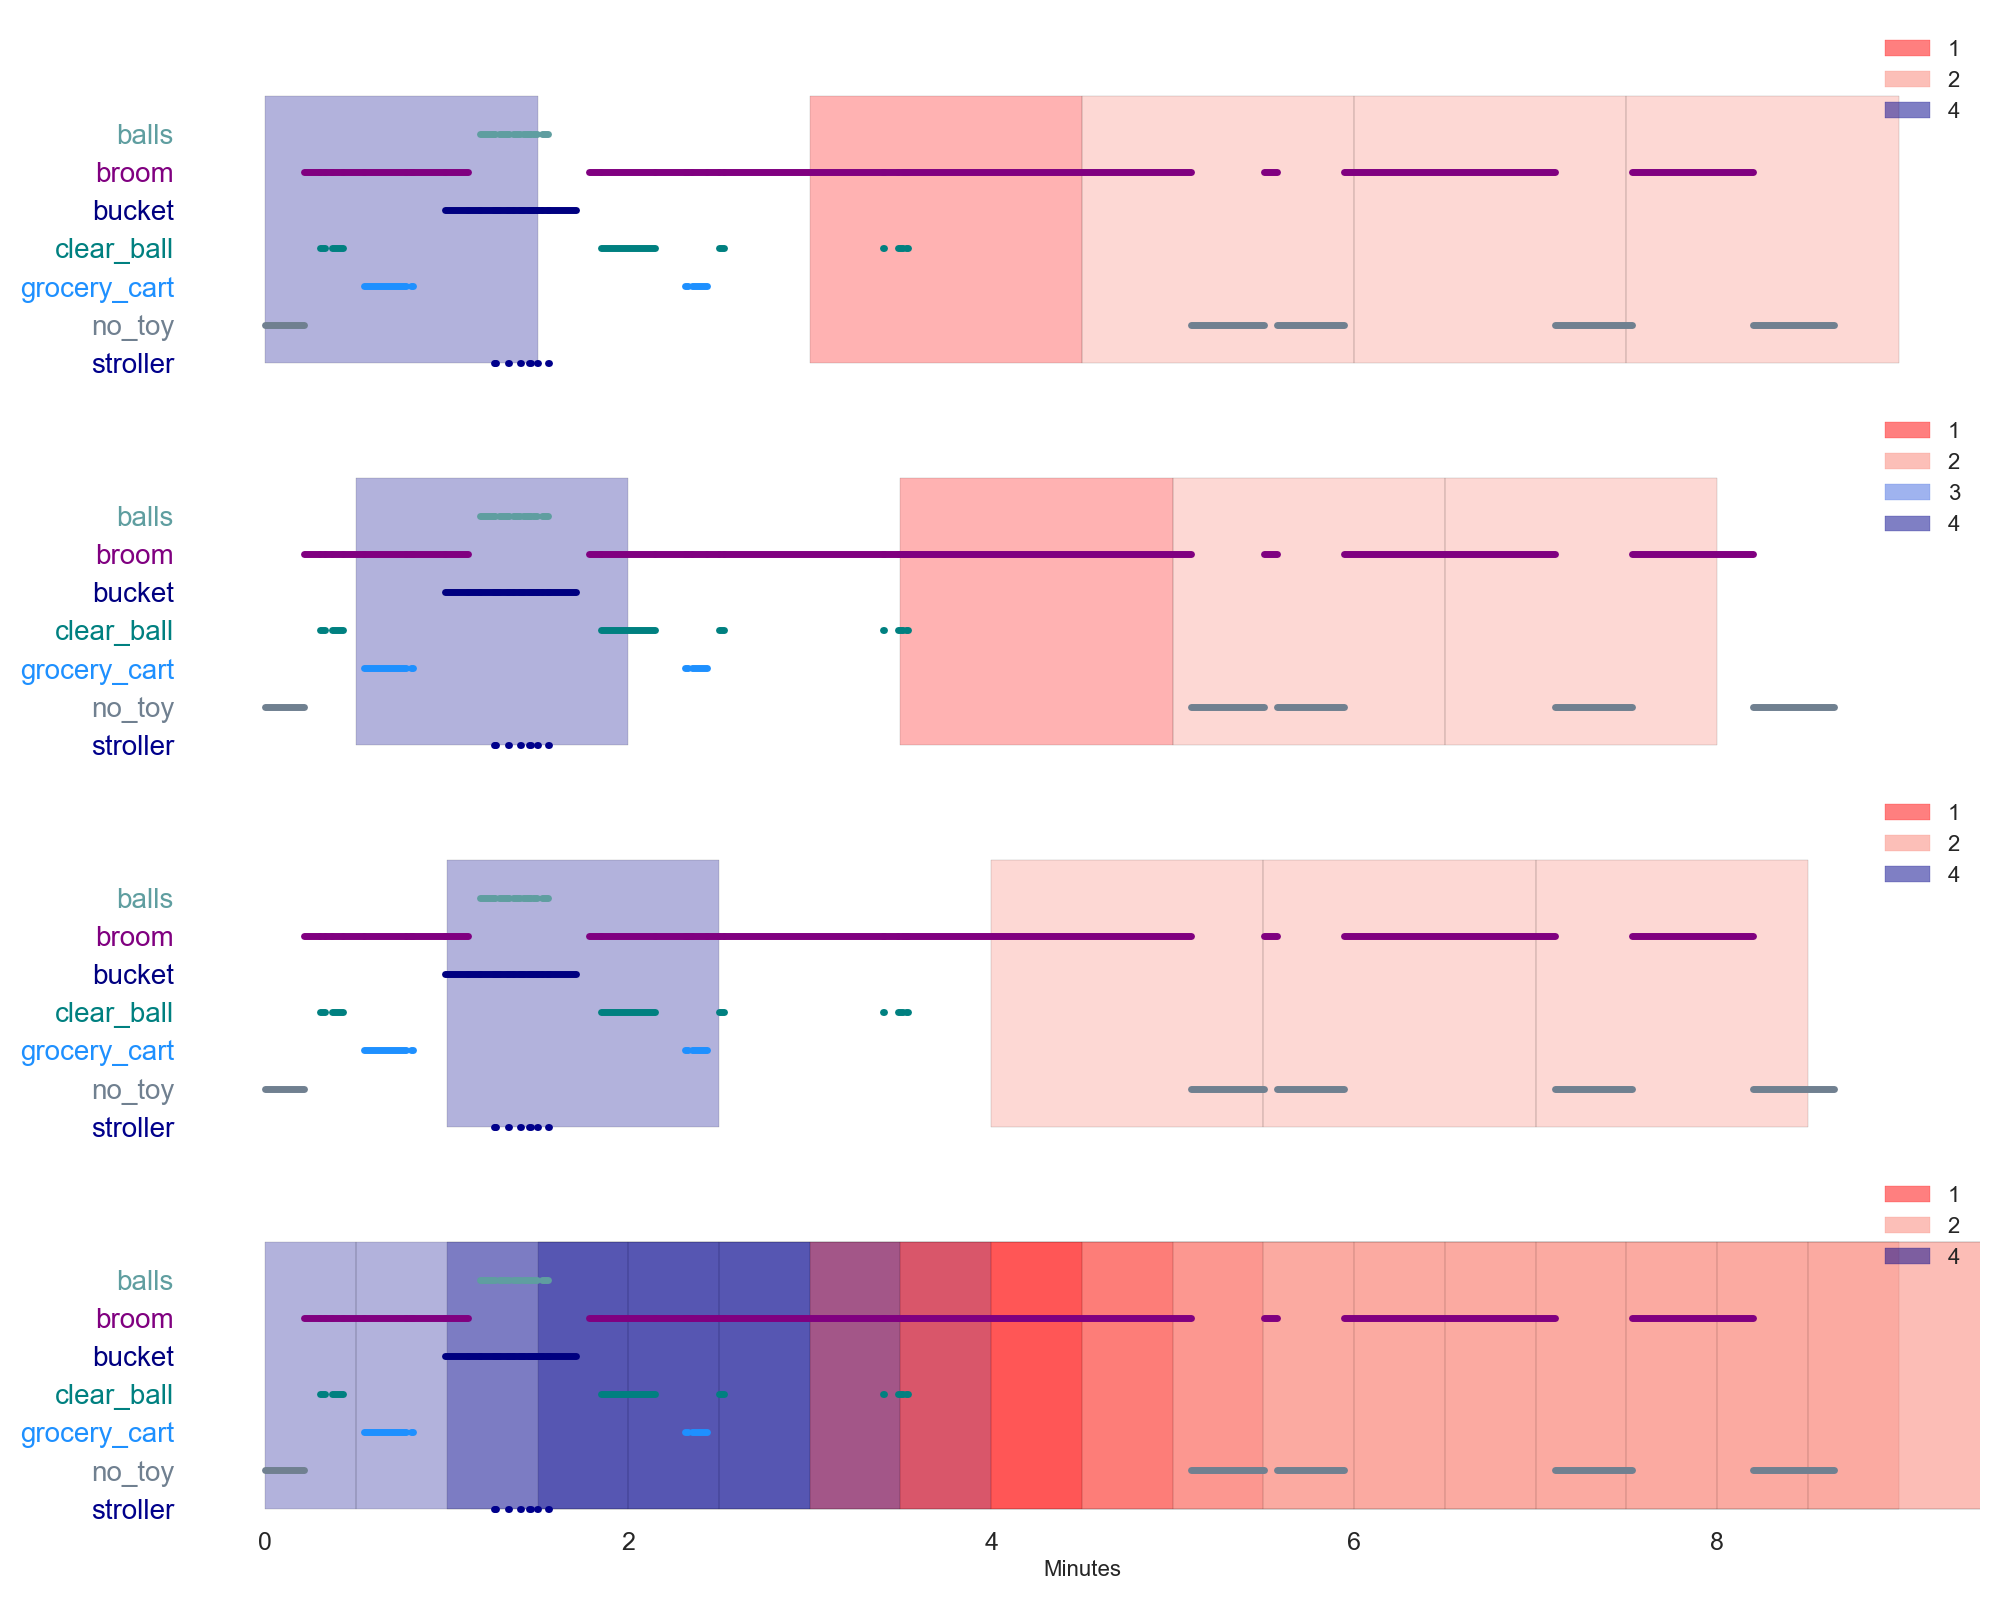 1
2
4
balls
broom
bucket
clear_ball
grocery_cart
no_toy
stroller
1
2
3
4
balls
broom
bucket
clear_ball
grocery_cart
no_toy
stroller
1
2
4
balls
broom
bucket
clear_ball
grocery_cart
no_toy
stroller
1
2
4
balls
broom
bucket
clear_ball
grocery_cart
no_toy
stroller
0 2 4 6 8
Minutes